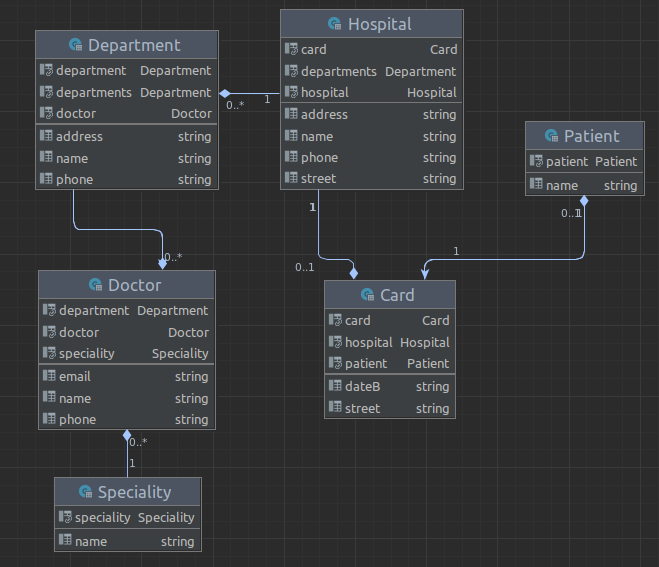 Department
department Department
departments Department
doctor Doctor
address string
name string
phone string
0..*
1
Hospital
card Card
departments Department
hospital Hospital
address string
name string
phone string
street string
1
0..1
Patient
patient Patient
name string
0..1
1
1
0..*
Doctor
department Department
doctor Doctor
speciality Speciality
email string
name string
phone string
0..*
1
Card
card Card
hospital Hospital
patient Patient
dateB string
street string
Speciality
speciality Speciality
name string